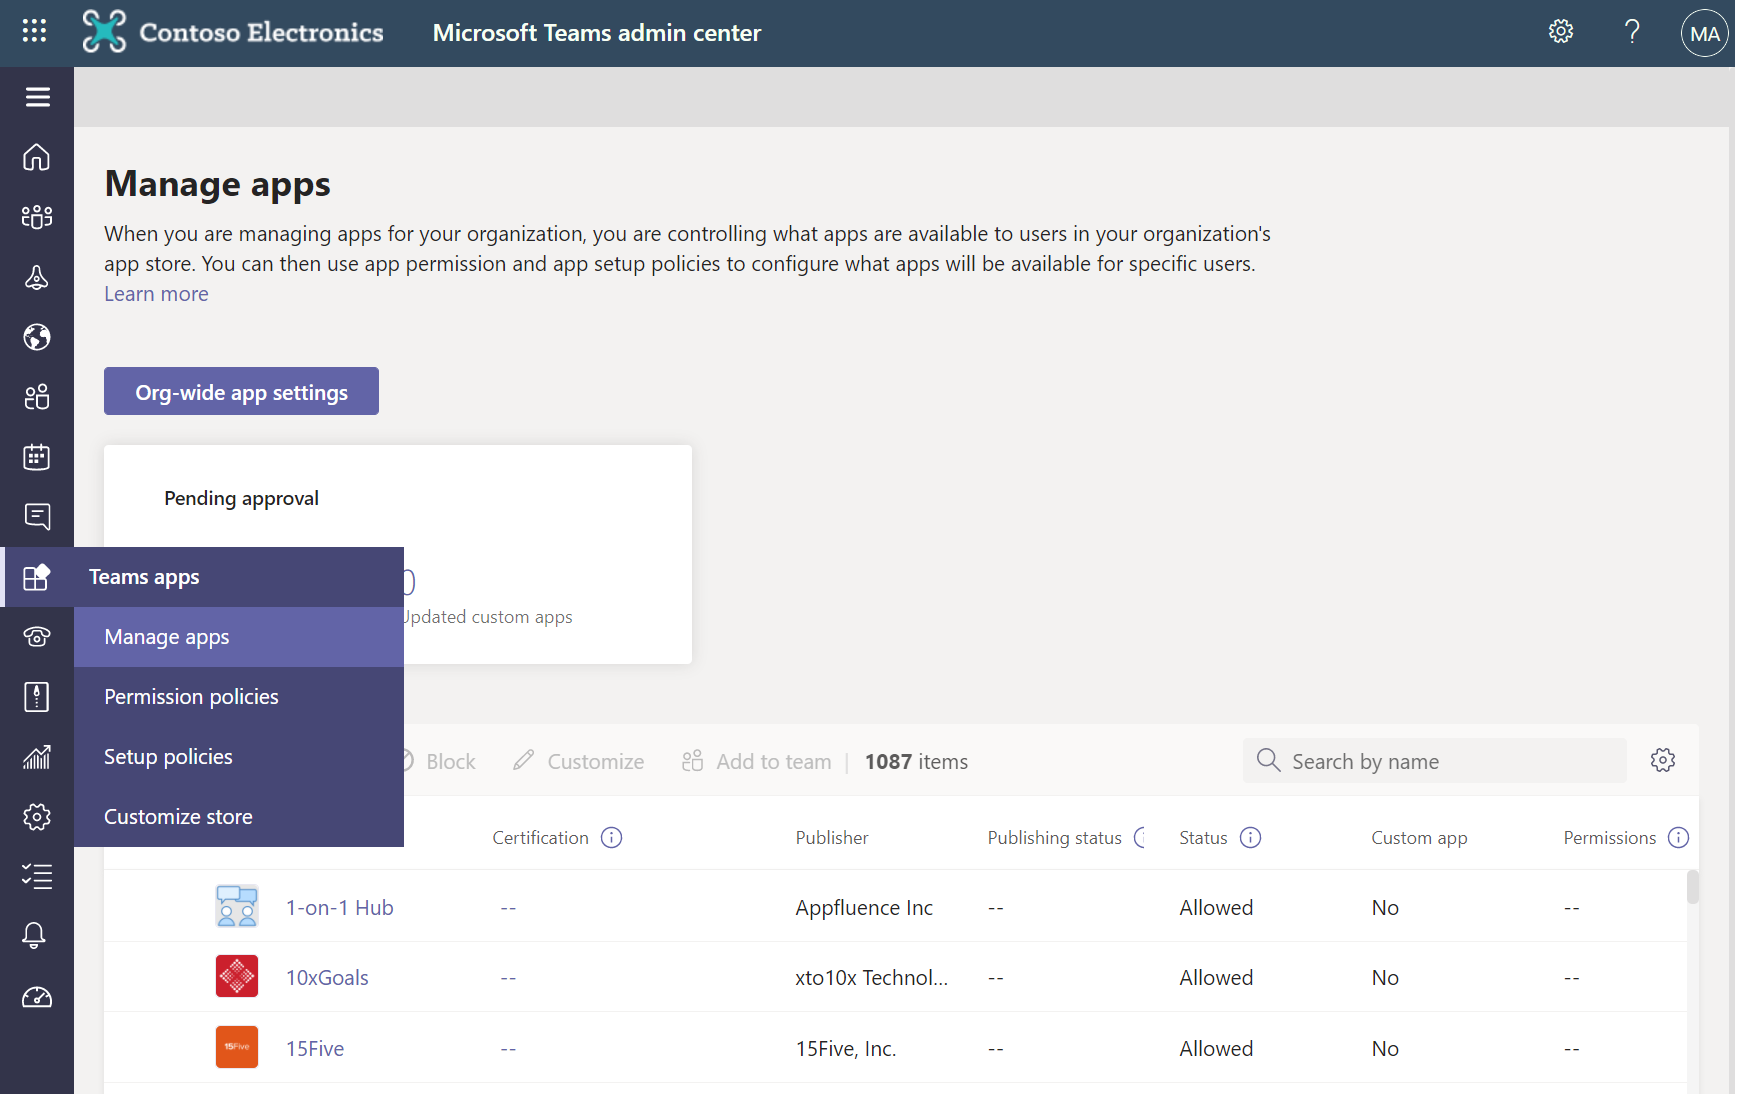 Contoso Electronics
Microsoft Teams admin center
?
MA
Manage apps
When you are managing apps for your organization, you are controlling what apps are available to users in your organization's
app store. You can then use app permission and app setup policies to configure what apps will be available for specific users.
Learn more
Org-wide app settings
Pending approval
Teams apps
0
Updated custom apps
Manage apps
Permission policies
Setup policies
Customize store
Block
Customize
Add to team
1087 items
Search by name
Certification
Publisher
Publishing status
Status
Custom app
Permissions
1-on-1 Hub -- Appfluence Inc -- Allowed No --
10xGoals -- xto10x Technol... -- Allowed No --
15Five
15Five -- 15Five, Inc. -- Allowed No --